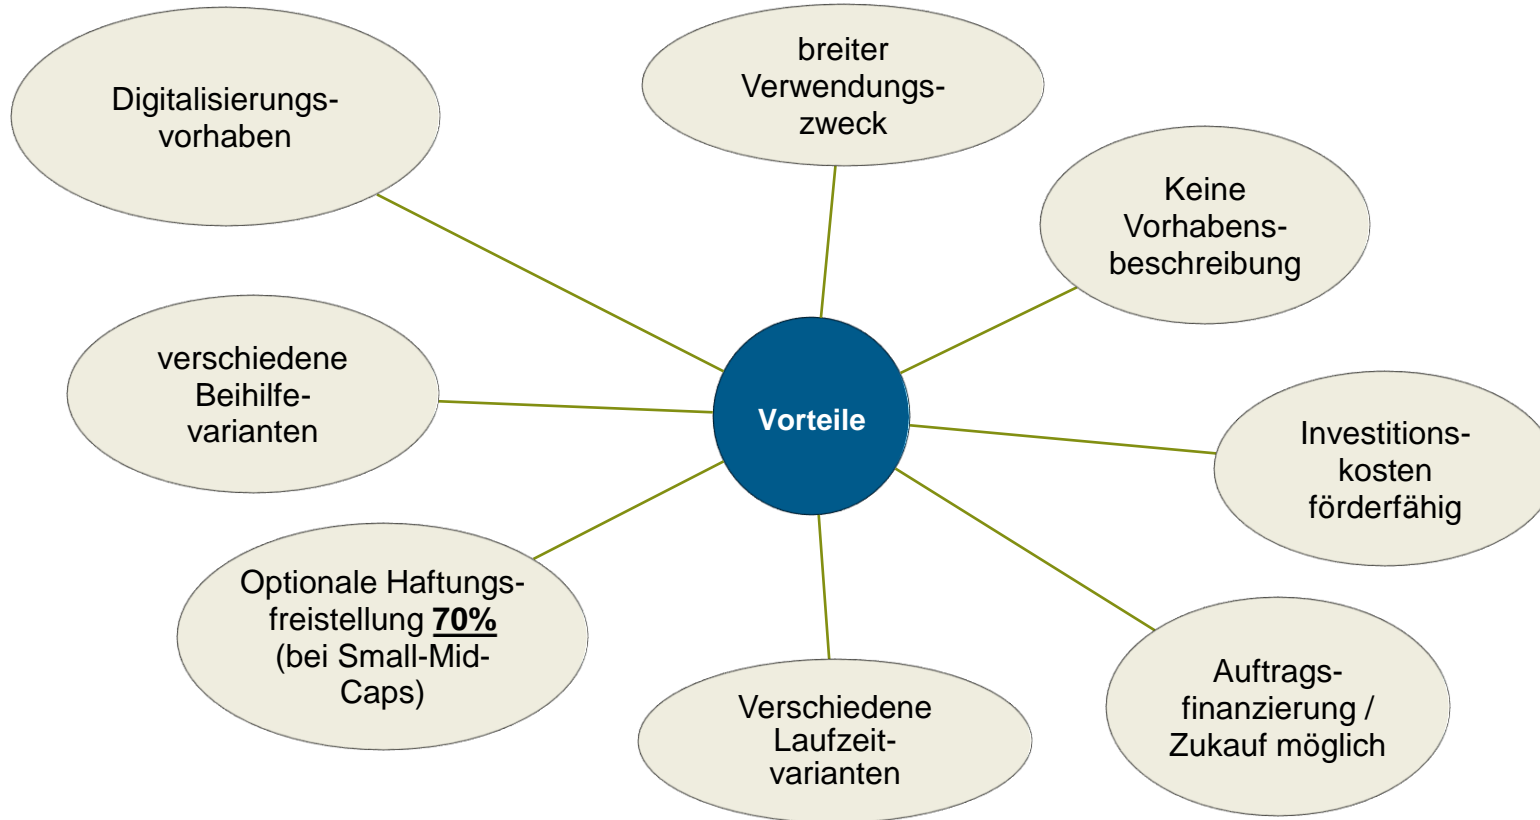 Digitalisierungs-
vorhaben
breiter
Verwendungs-
zweck
Keine
Vorhabens-
beschreibung
verschiedene
Beihilfe-
varianten
Vorteile
Investitions-
kosten
förderfähig
Optionale Haftungs-
freistellung 70%
(bei Small-Mid-
Caps)
Verschiedene
Laufzeit-
varianten
Auftrags-
finanzierung /
Zukauf möglich